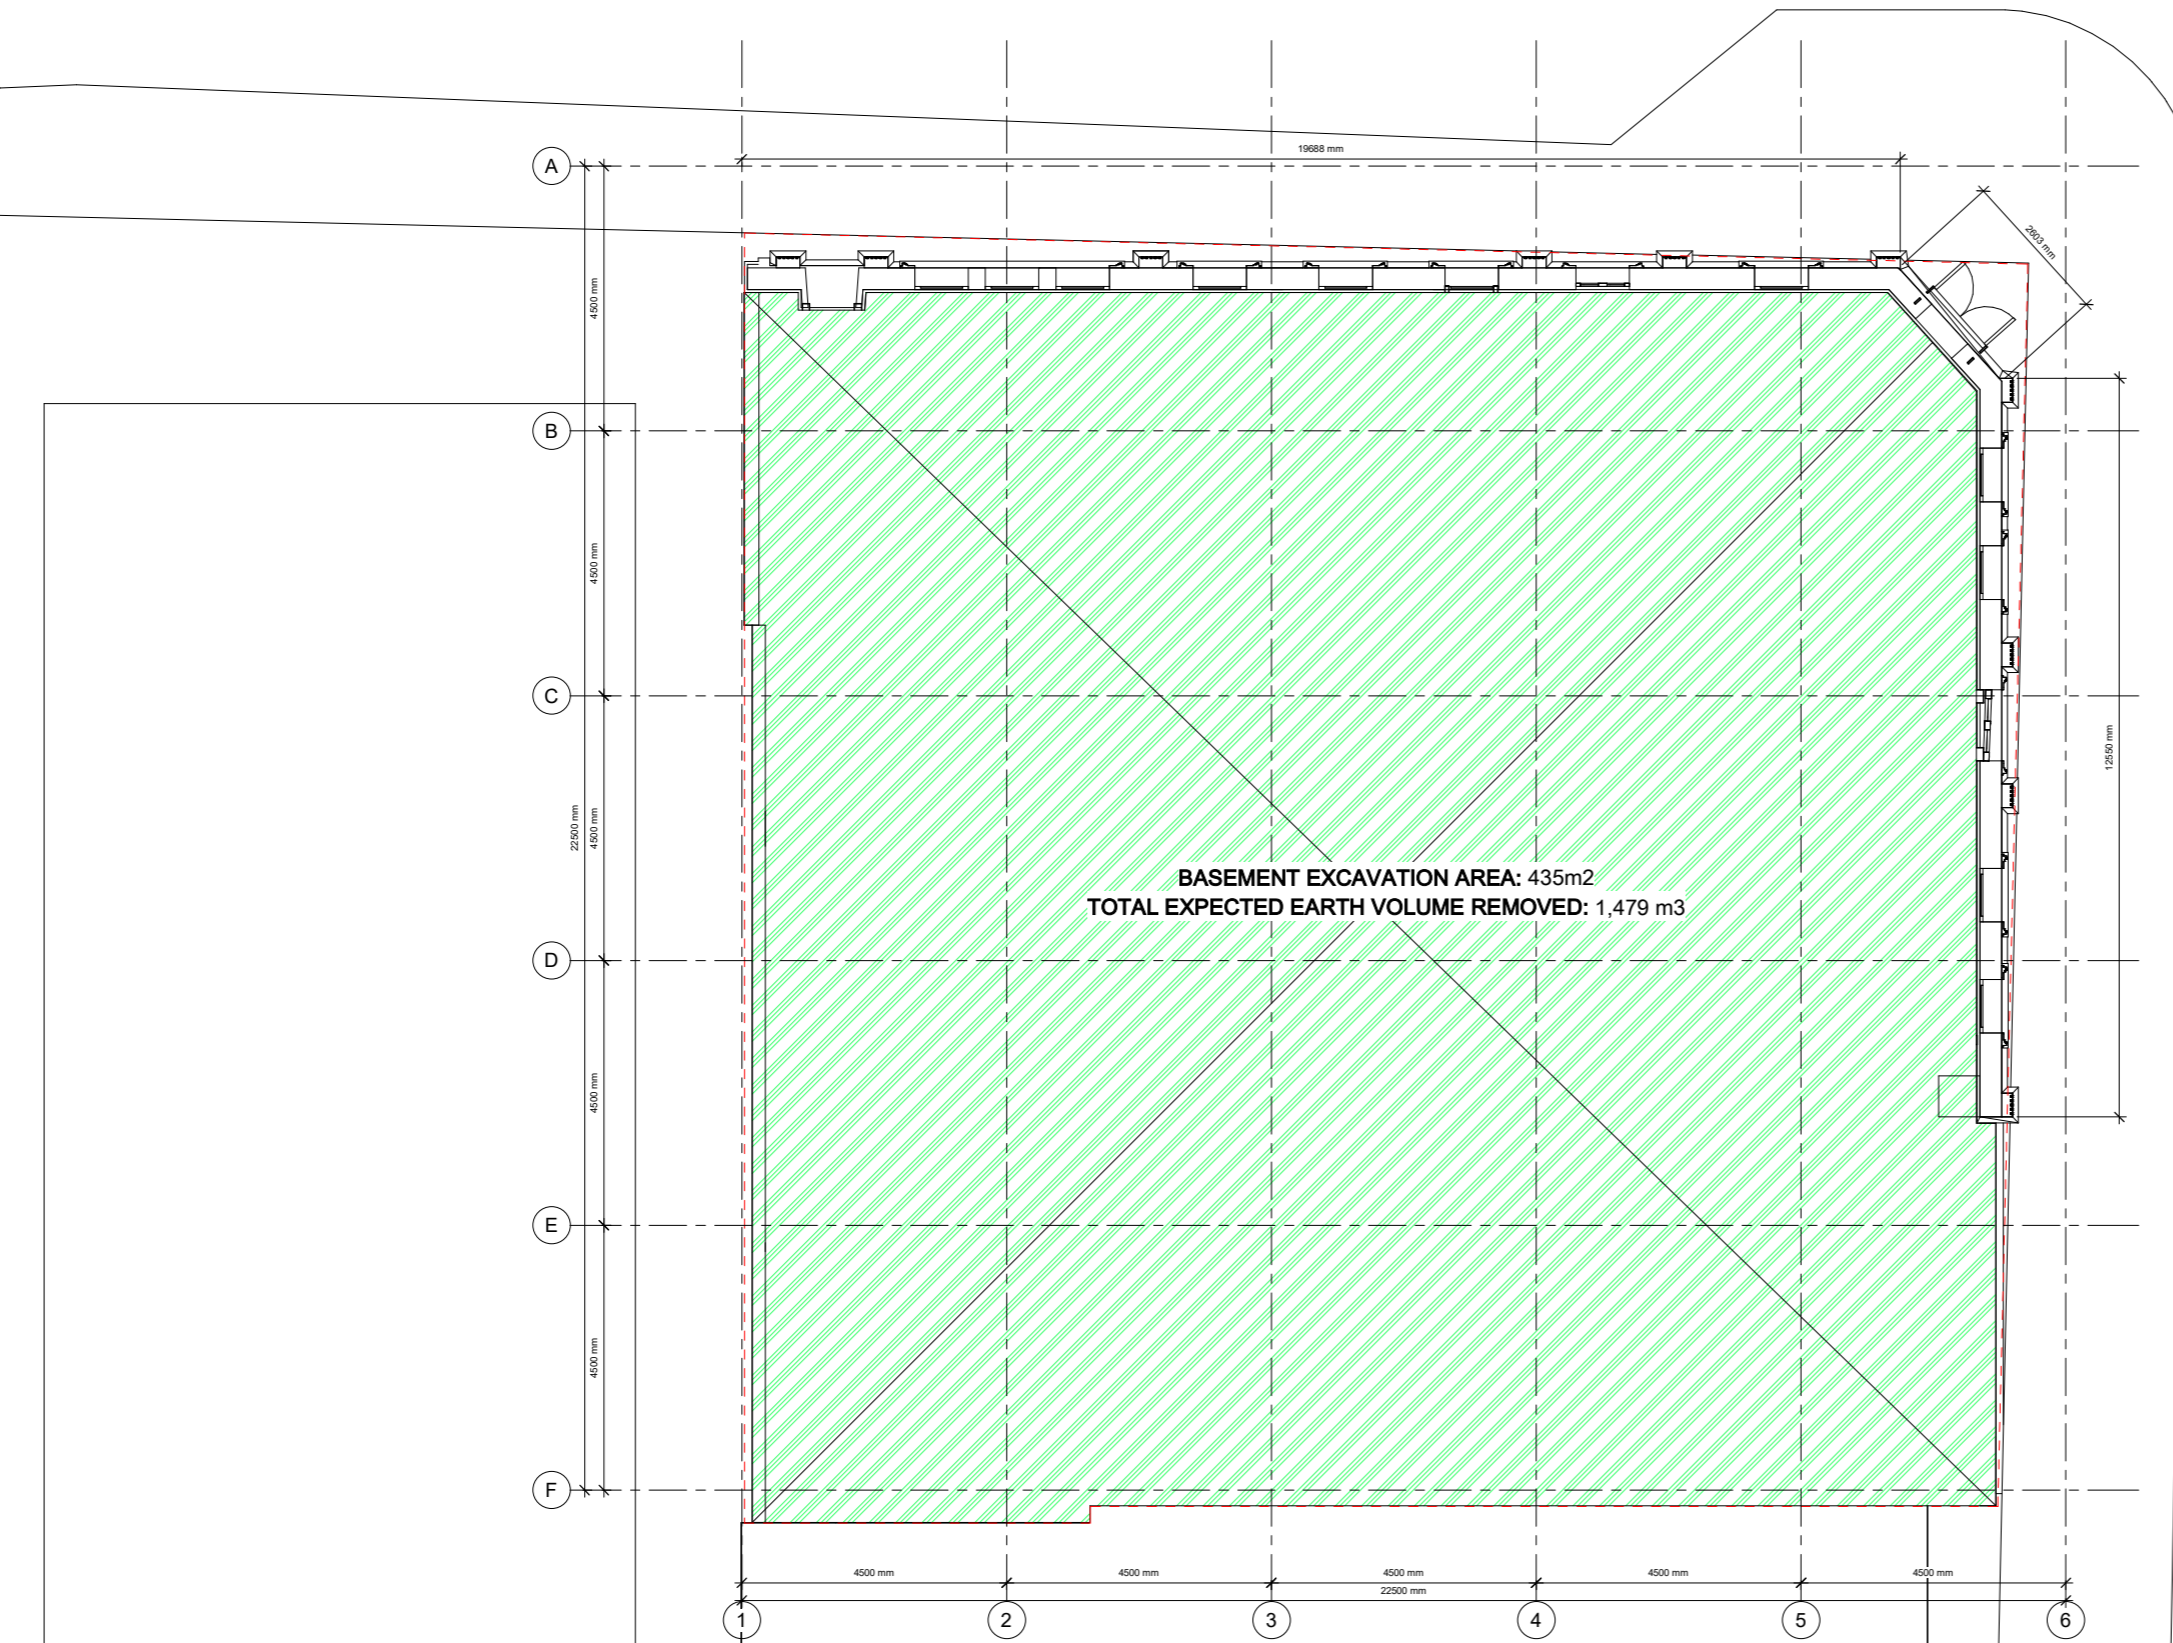 19688 mm
A
2603 mm
4500 mm
B
4500 mm
C
12550 mm
22500 mm
4500 mm
BASEMENT EXCAVATION AREA: 435m2
TOTAL EXPECTED EARTH VOLUME REMOVED: 1,479 m3
D
4500 mm
E
4500 mm
F
4500 mm
4500 mm
4500 mm
4500 mm
4500 mm
22500 mm
1
2
3
4
5
6